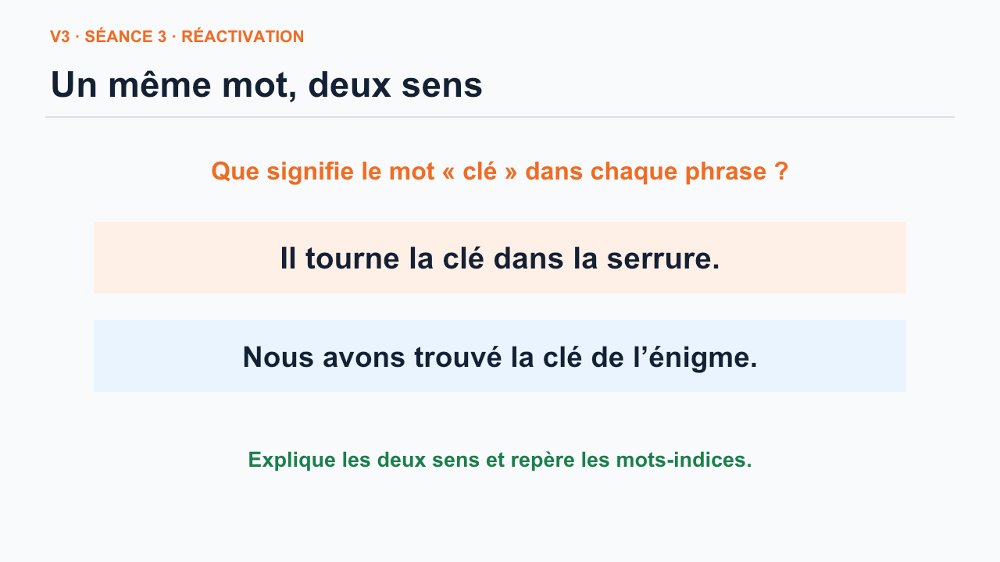 V3 · SÉANCE 3 · RÉACTIVATION
Un même mot, deux sens
Que signifie le mot « clé » dans chaque phrase ?
Il tourne la clé dans la serrure.
Nous avons trouvé la clé de l’énigme.
Explique les deux sens et repère les mots-indices.